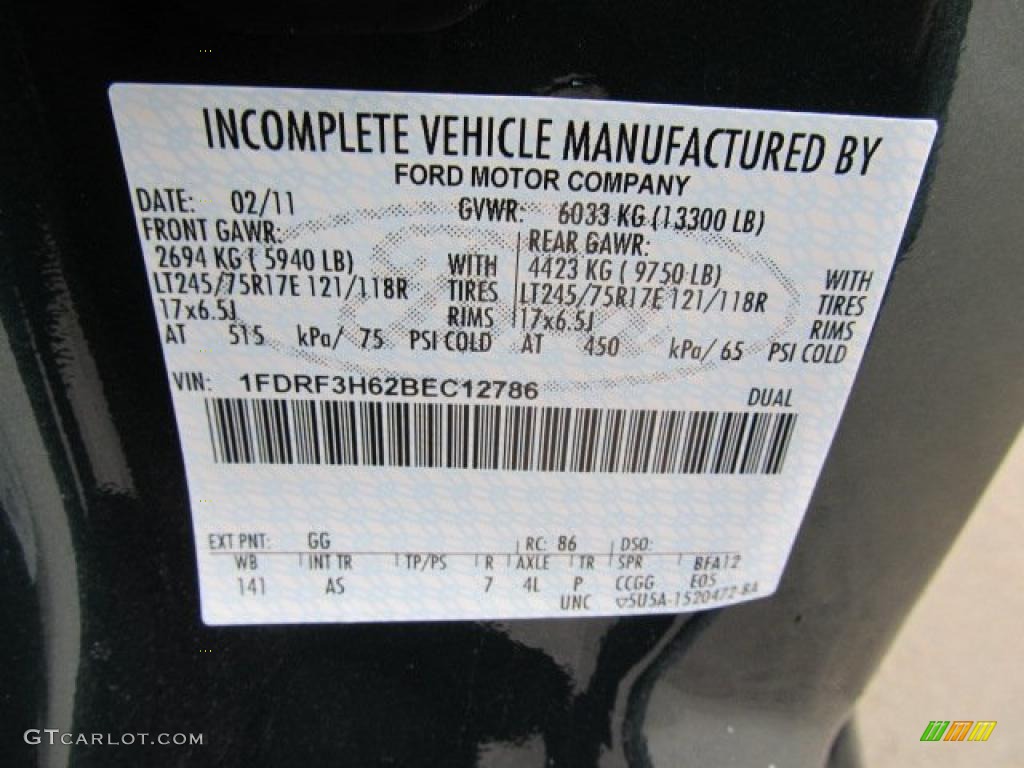 INCOMPLETE VEHICLE MANUFACTURED BY
FORD MOTOR COMPANY
DATE: 02/11 GVWR: 6033 KG (13300 LB)
FRONT GAWR: REAR GAWR:
2694 KG ( 5940 LB) WITH 4423 KG ( 9750 LB) WITH
LT245/75R17E 121/118R TIRES LT245/75R17E 121/118R TIRES
17x6.5J RIMS 17x6.5J RIMS
AT 515 kPa/ 75 PSI COLD AT 450 kPa/ 65 PSI COLD
VIN: 1FDRF3H62BEC12786 DUAL
EXT PNT: GG RC: 86 DSO:
WB INT TR TP/PS R AXLE TR SPR BFA12
141 AS 7 4L P CCGG E05
UNC 5U5A-1520472-BA
GTCARLOT.COM